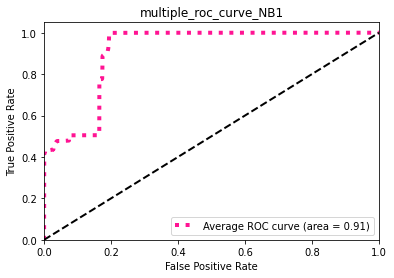 multiple_roc_curve_NB1
True Positive Rate
1.0
0.8
0.6
0.4
0.2
0.0
Average ROC curve (area = 0.91)
0.0 0.2 0.4 0.6 0.8 1.0
False Positive Rate